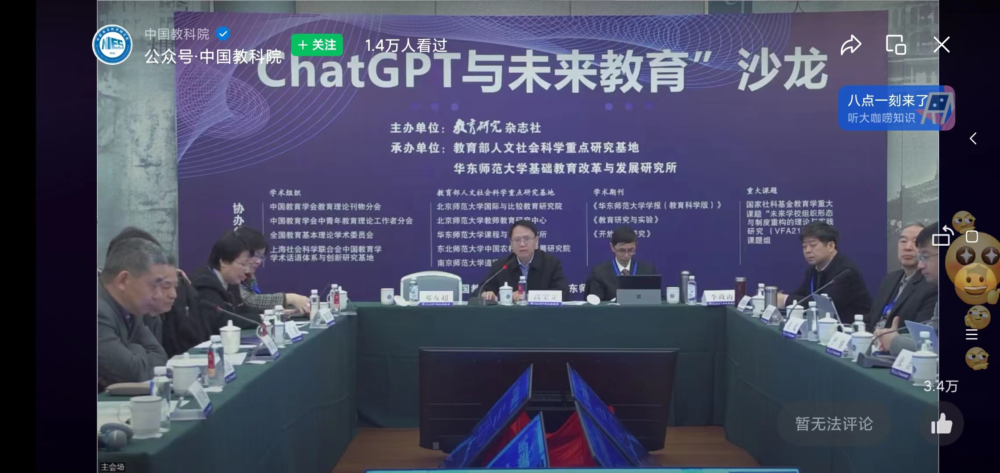 中国教科院
公众号·中国教科院
+ 关注
1.4万人看过
ChatGPT与未来教育”沙龙
八点一刻来了
听大咖唠知识
主办单位：教育研究 杂志社
承办单位：教育部人文社会科学重点研究基地
华东师范大学基础教育改革与发展研究所
协办
学术组织
中国教育学会教育理论刊物分会
中国教育学会中青年教育理论工作者分会
全国教育基本理论学术委员会
上海社会科学联合会中国教育学
学术话语体系与创新研究基地
教育部人文社会科学重点研究基地
北京师范大学国际与比较教育研究院
北京师范大学教师教育研究中心
华东师范大学课程与 所
东北师范大学中国农村 展研究院
南京师范大学道
学术期刊
《华东师范大学学报（教育科学版）》
《教育研究与实验》
《开放 研究》
重大课题
国家社科基金教育学重大
课题“未来学校组织形态
与制度重构的理论与实践
研究（VFA21
课题组
国教
东师
邓友超
高宝立
李政涛
NIES
1941
3.4万
暂无法评论
主会场